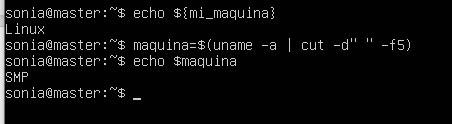 sonia@master:~$ echo ${mi_maquina}
Linux
sonia@master:~$ maquina=$(uname -a | cut -d" " -f5)
sonia@master:~$ echo $maquina
SMP
sonia@master:~$ _